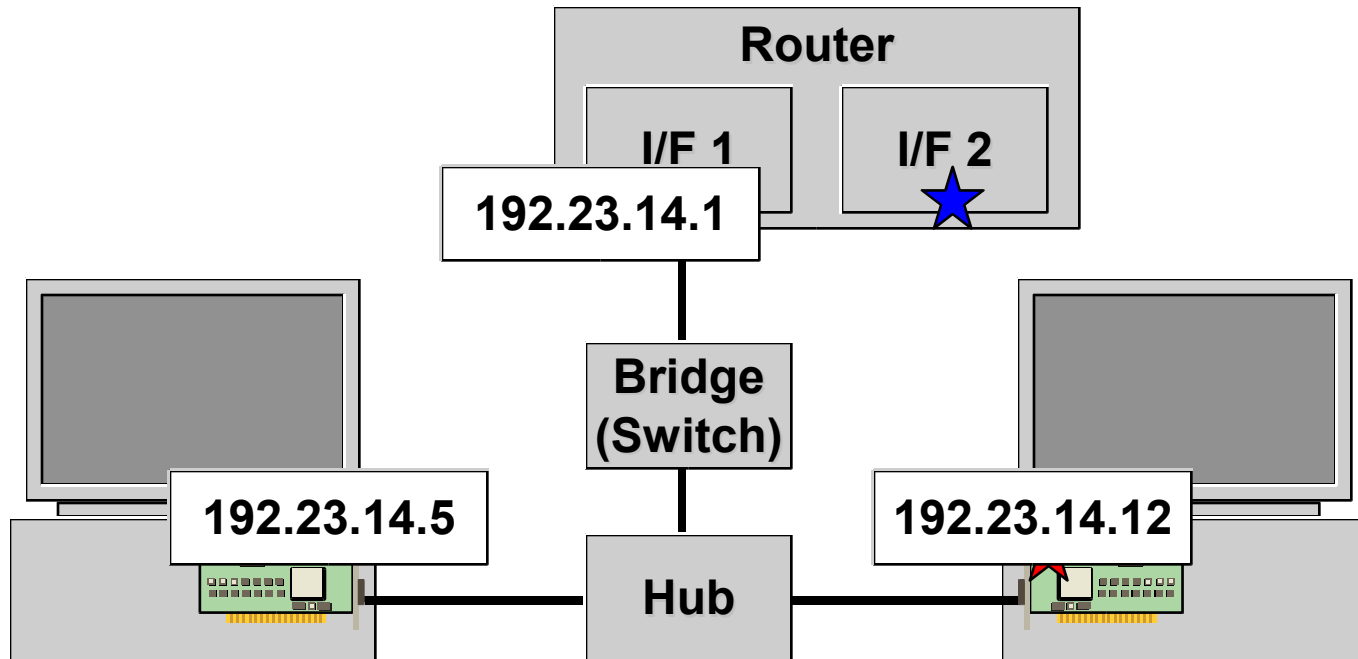 Router
I/F 1
I/F 2
192.23.14.1
Bridge
(Switch)
192.23.14.5
192.23.14.12
Hub